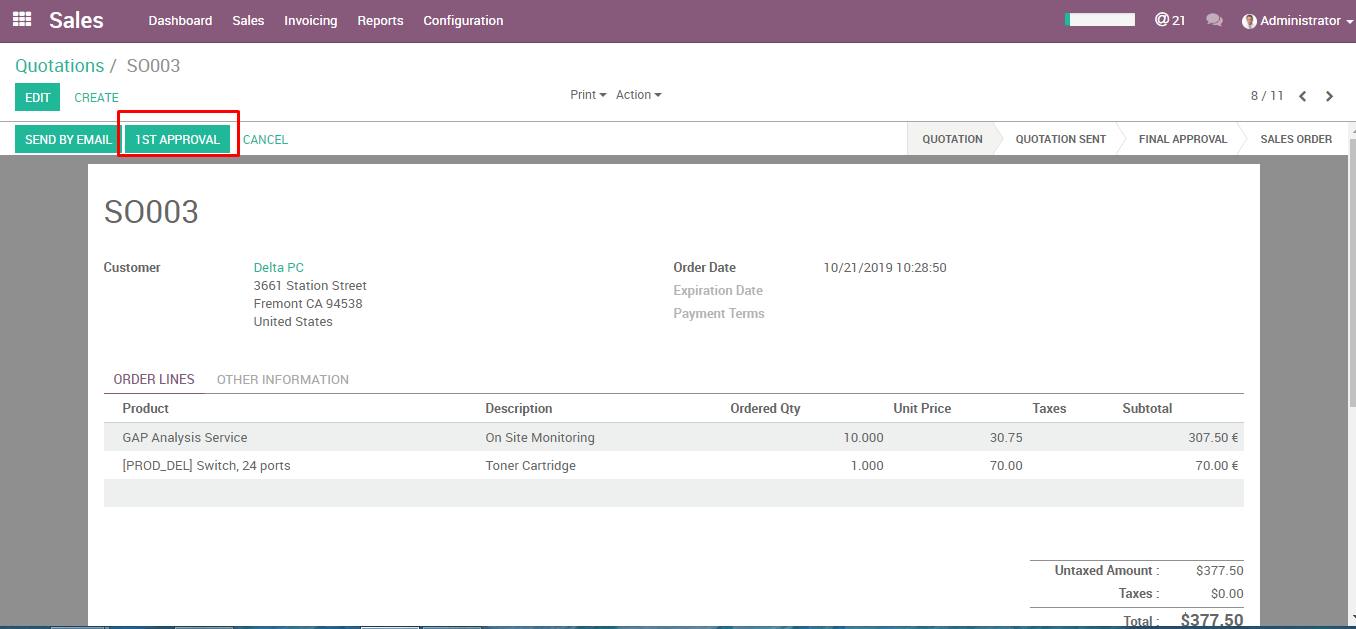 Sales Dashboard Sales Invoicing Reports Configuration @ 21 Administrator
Quotations / SO003
EDIT CREATE Print Action 8 / 11
SEND BY EMAIL 1ST APPROVAL CANCEL QUOTATION QUOTATION SENT FINAL APPROVAL SALES ORDER
SO003
Customer Delta PC Order Date 10/21/2019 10:28:50
3661 Station Street
Expiration Date
Fremont CA 94538
Payment Terms
United States
ORDER LINES OTHER INFORMATION
Product Description Ordered Qty Unit Price Taxes Subtotal
GAP Analysis Service On Site Monitoring 10.000 30.75 307.50 €
[PROD_DEL] Switch, 24 ports Toner Cartridge 1.000 70.00 70.00 €
Untaxed Amount : $377.50
Taxes : $0.00
Total : $377.50